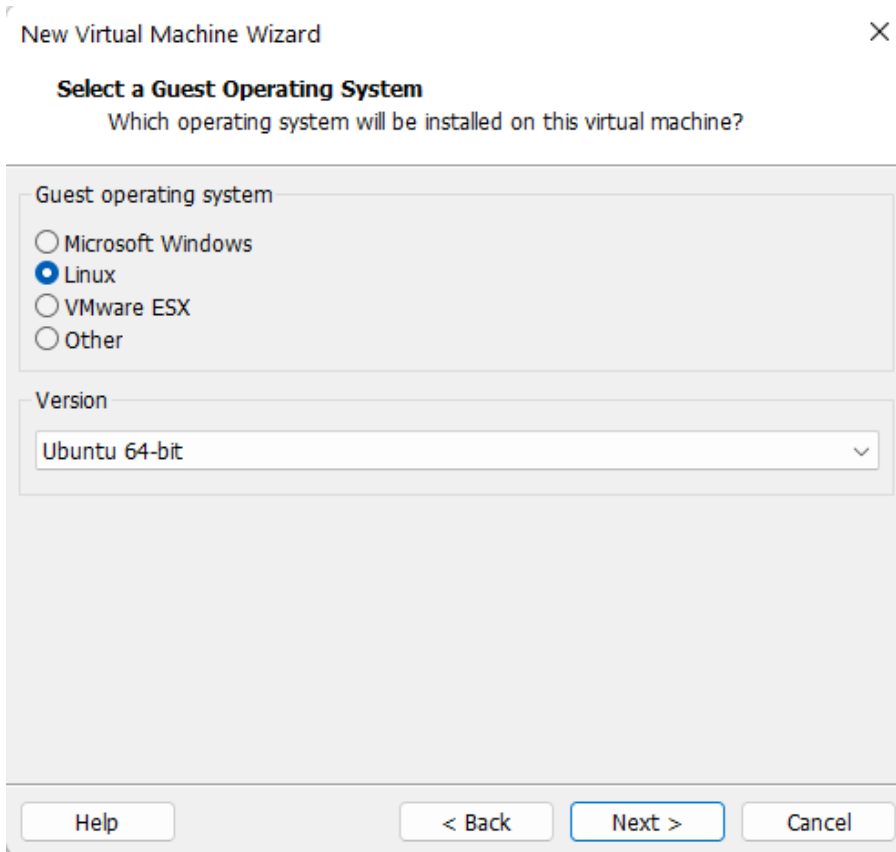 New Virtual Machine Wizard
Select a Guest Operating System
Which operating system will be installed on this virtual machine?
Guest operating system
Microsoft Windows
Linux
VMware ESX
Other
Version
Ubuntu 64-bit
Help < Back Next > Cancel